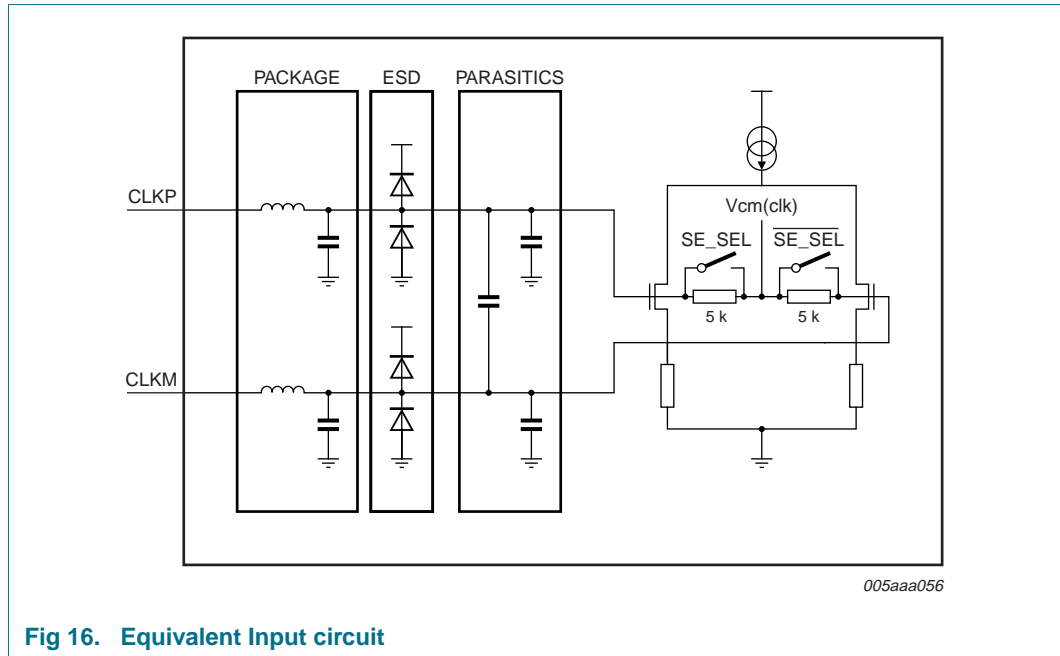 PACKAGE ESD PARASITICS
CLKP
Vcm(clk)
SE_SEL SE_SEL
5 k 5 k
CLKM
005aaa056
Fig 16. Equivalent Input circuit